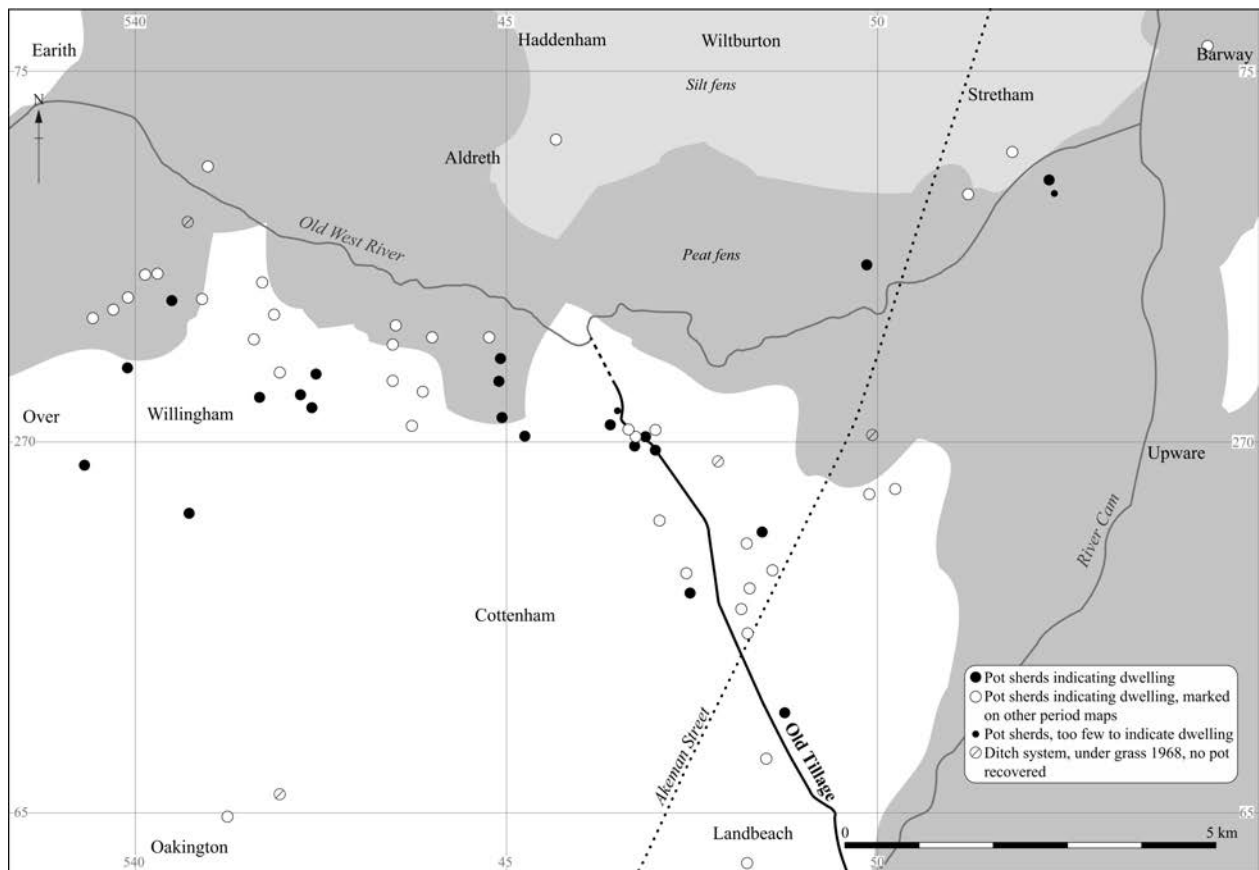 540
45
50
Earith
Haddenham
Wiltburton
Barway
75
75
Silt fens
Stretham
N
Aldreth
Old West River
Peat fens
Over
Willingham
270
270
Upware
River Cam
Cottenham
Pot sherds indicating dwelling
Pot sherds indicating dwelling, marked
on other period maps
Pot sherds, too few to indicate dwelling
Ditch system, under grass 1968, no pot
recovered
Akeman Street
Old Tillage
65
65
Oakington
Landbeach
0
5 km
540
45
50